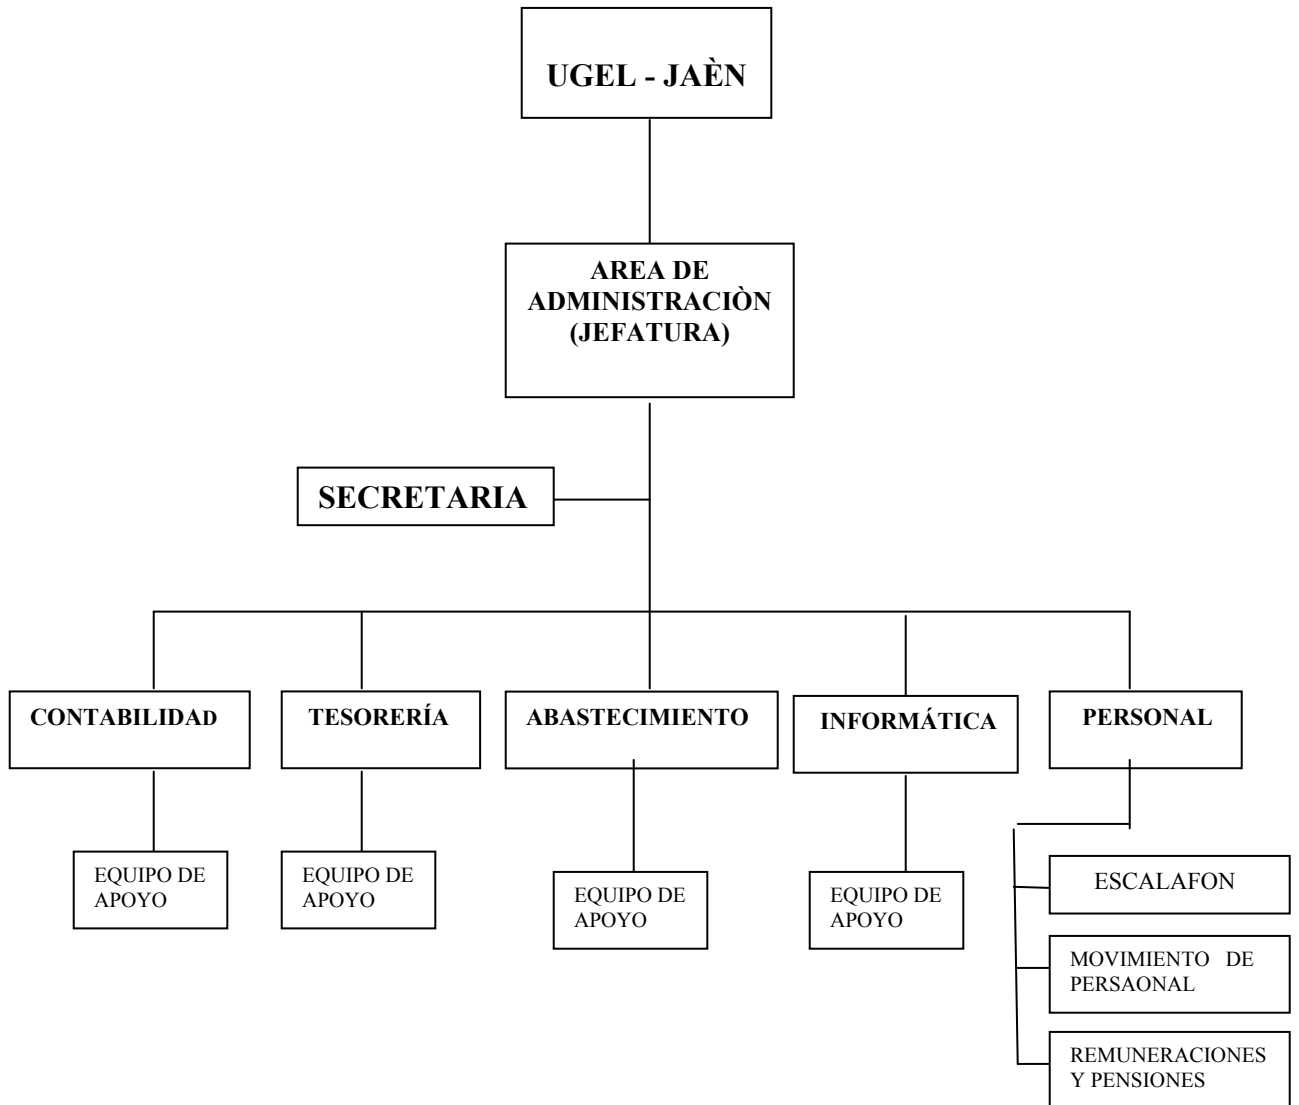 UGEL - JAÈN
AREA DE
ADMINISTRACIÒN
(JEFATURA)
SECRETARIA
CONTABILIDAD
TESORERÍA
ABASTECIMIENTO
INFORMÁTICA
PERSONAL
EQUIPO DE
APOYO
EQUIPO DE
APOYO
EQUIPO DE
APOYO
EQUIPO DE
APOYO
ESCALAFON
MOVIMIENTO DE
PERSAONAL
REMUNERACIONES
Y PENSIONES